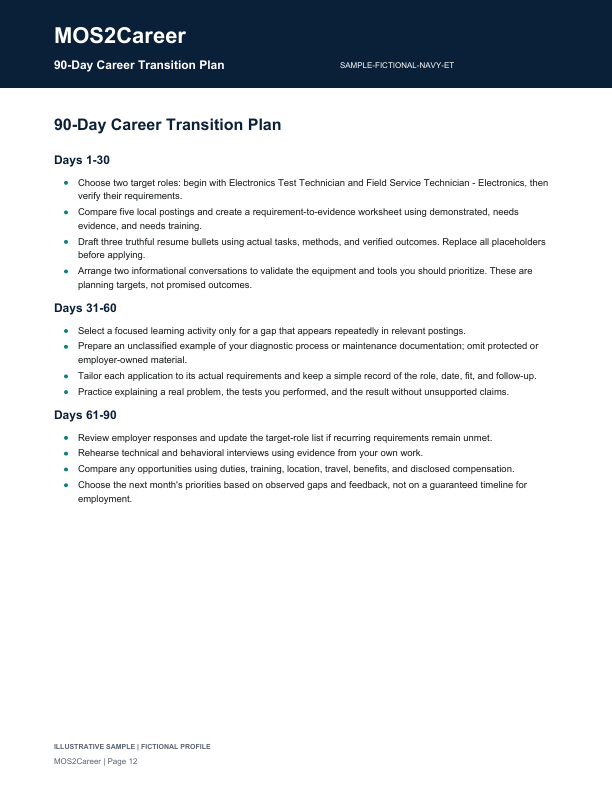 MOS2Career
90-Day Career Transition Plan
SAMPLE-FICTIONAL-NAVY-ET
90-Day Career Transition Plan
Days 1-30
● Choose two target roles: begin with Electronics Test Technician and Field Service Technician - Electronics, then
verify their requirements.
● Compare five local postings and create a requirement-to-evidence worksheet using demonstrated, needs
evidence, and needs training.
● Draft three truthful resume bullets using actual tasks, methods, and verified outcomes. Replace all placeholders
before applying.
● Arrange two informational conversations to validate the equipment and tools you should prioritize. These are
planning targets, not promised outcomes.
Days 31-60
● Select a focused learning activity only for a gap that appears repeatedly in relevant postings.
● Prepare an unclassified example of your diagnostic process or maintenance documentation; omit protected or
employer-owned material.
● Tailor each application to its actual requirements and keep a simple record of the role, date, fit, and follow-up.
● Practice explaining a real problem, the tests you performed, and the result without unsupported claims.
Days 61-90
● Review employer responses and update the target-role list if recurring requirements remain unmet.
● Rehearse technical and behavioral interviews using evidence from your own work.
● Compare any opportunities using duties, training, location, travel, benefits, and disclosed compensation.
● Choose the next month's priorities based on observed gaps and feedback, not on a guaranteed timeline for
employment.
ILLUSTRATIVE SAMPLE | FICTIONAL PROFILE
MOS2Career | Page 12